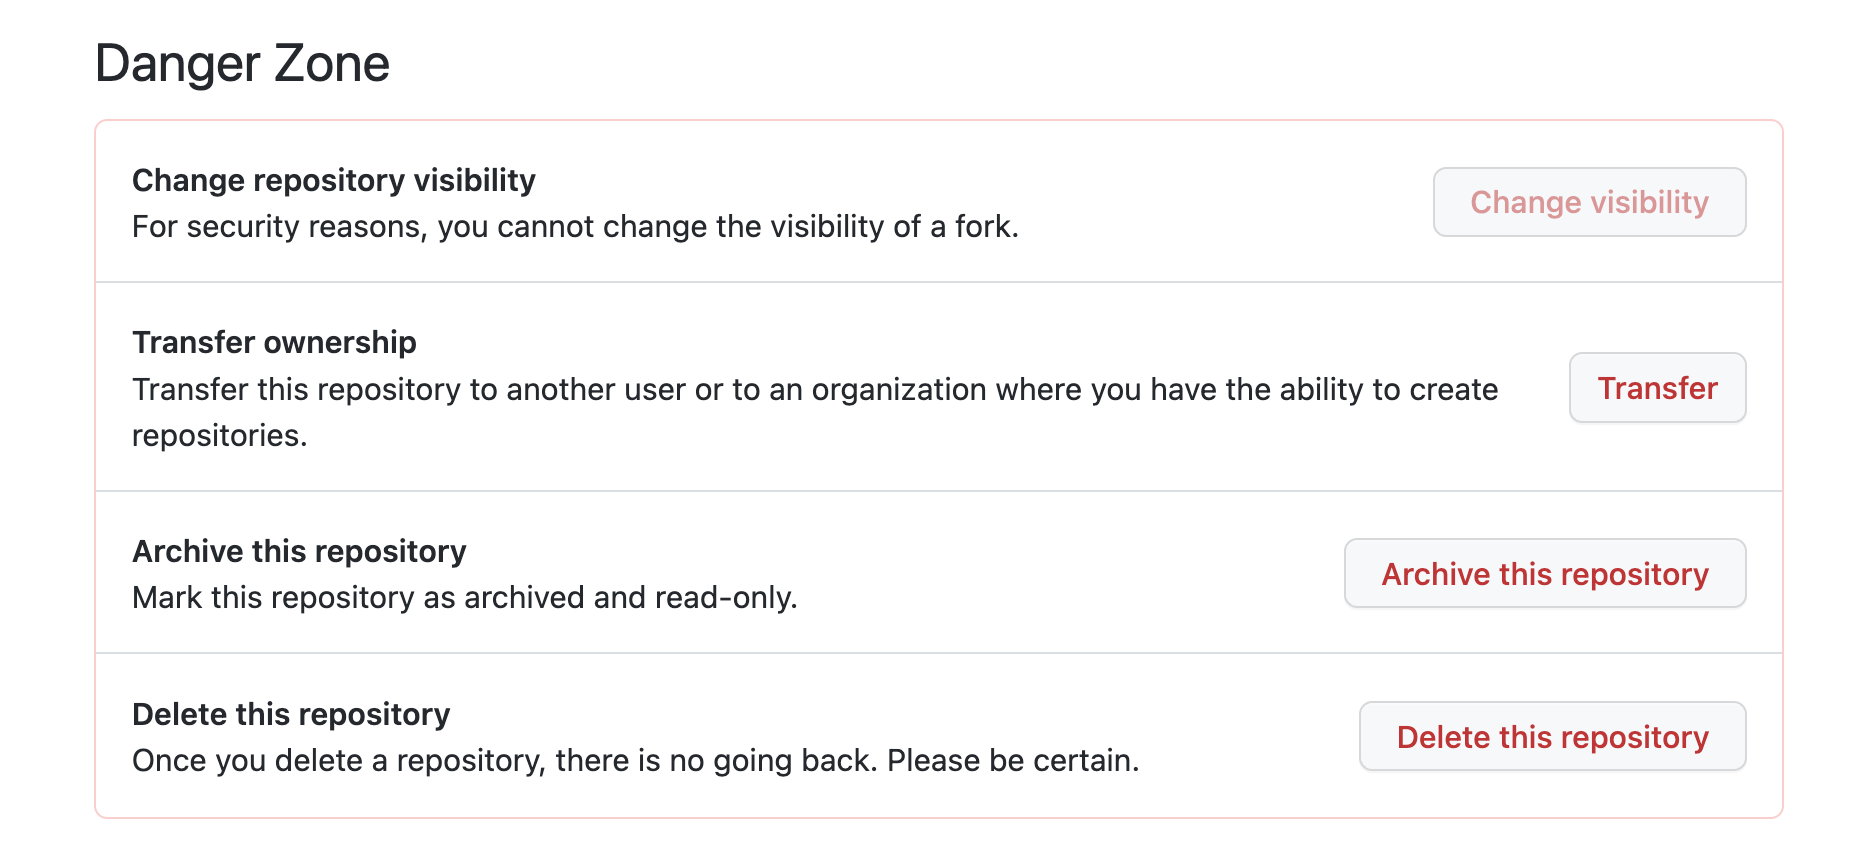 Danger Zone
Change repository visibility
For security reasons, you cannot change the visibility of a fork.
Change visibility
Transfer ownership
Transfer this repository to another user or to an organization where you have the ability to create
repositories.
Transfer
Archive this repository
Mark this repository as archived and read-only.
Archive this repository
Delete this repository
Once you delete a repository, there is no going back. Please be certain.
Delete this repository